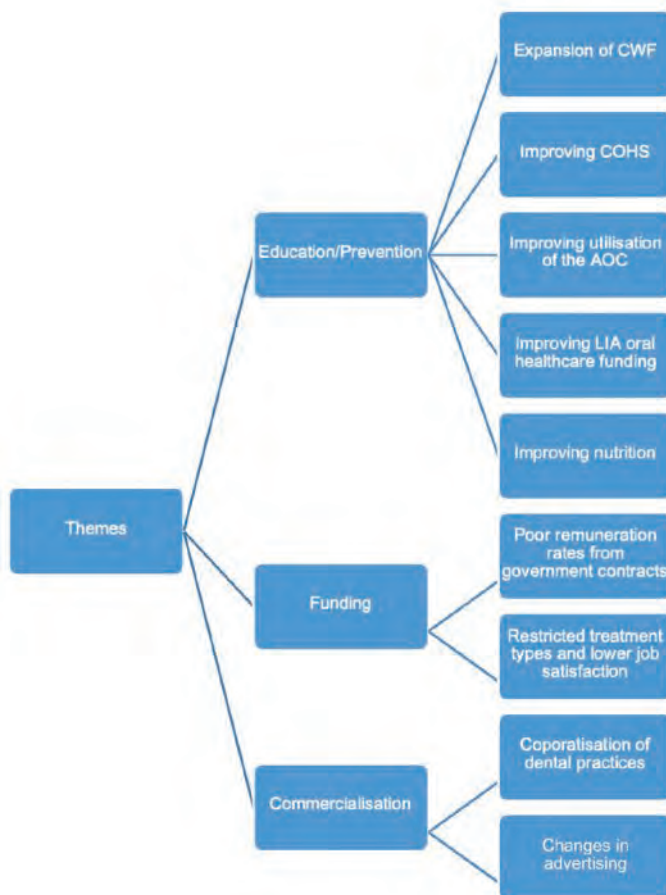 Expansion of CWF
Improving COHS
Education/Prevention
Improving utilisation
of the AOC
Improving LIA oral
healthcare funding
Improving nutrition
Themes
Poor remuneration
rates from
government contracts
Funding
Restricted treatment
types and lower job
satisfaction
Coporatisation of
dental practices
Commercialisation
Changes in
advertising